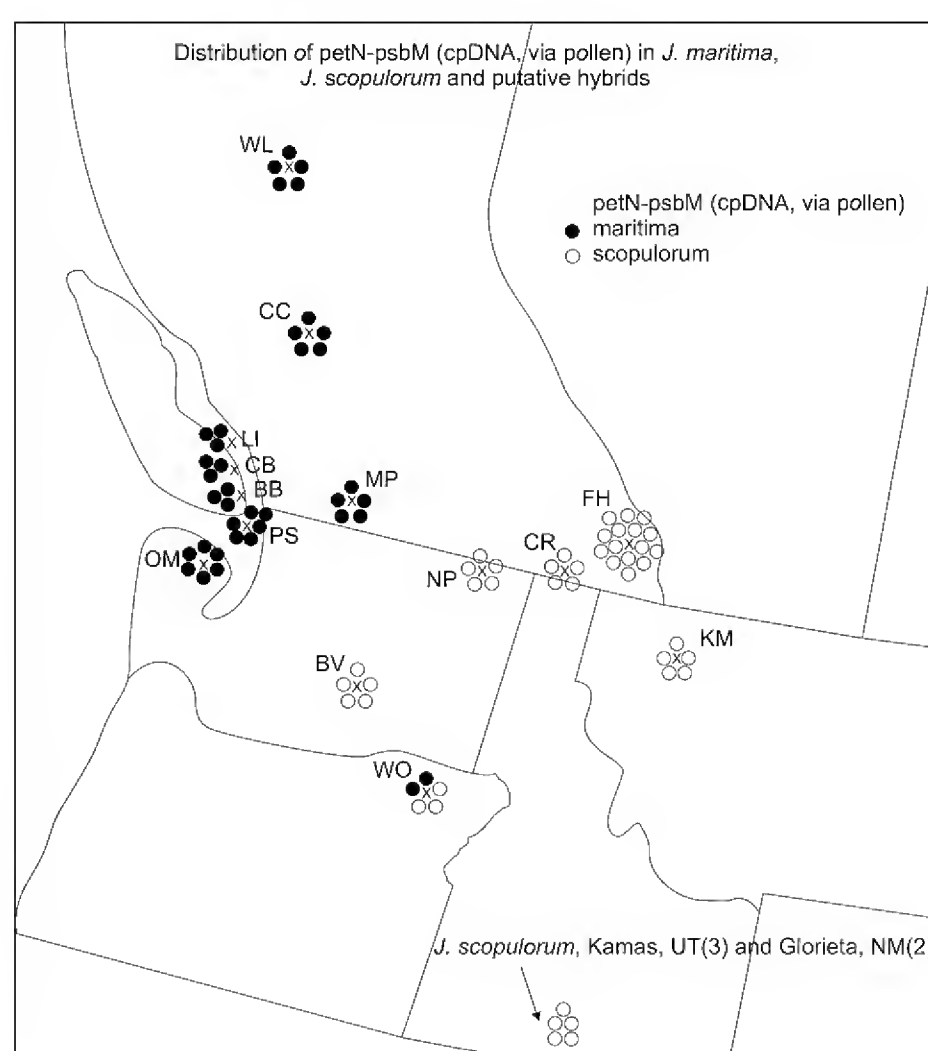 Distribution of petN-psbM (cpDNA, via pollen) in J. maritima,
J. scopulorum and putative hybrids
WL
petN-psbM (cpDNA, via pollen)
maritima
scopulorum
CC
LI
CB
BB
MP
PS
FH
OM
CR
NP
KM
BV
WO
J. scopulorum, Kamas, UT(3) and Glorieta, NM(2